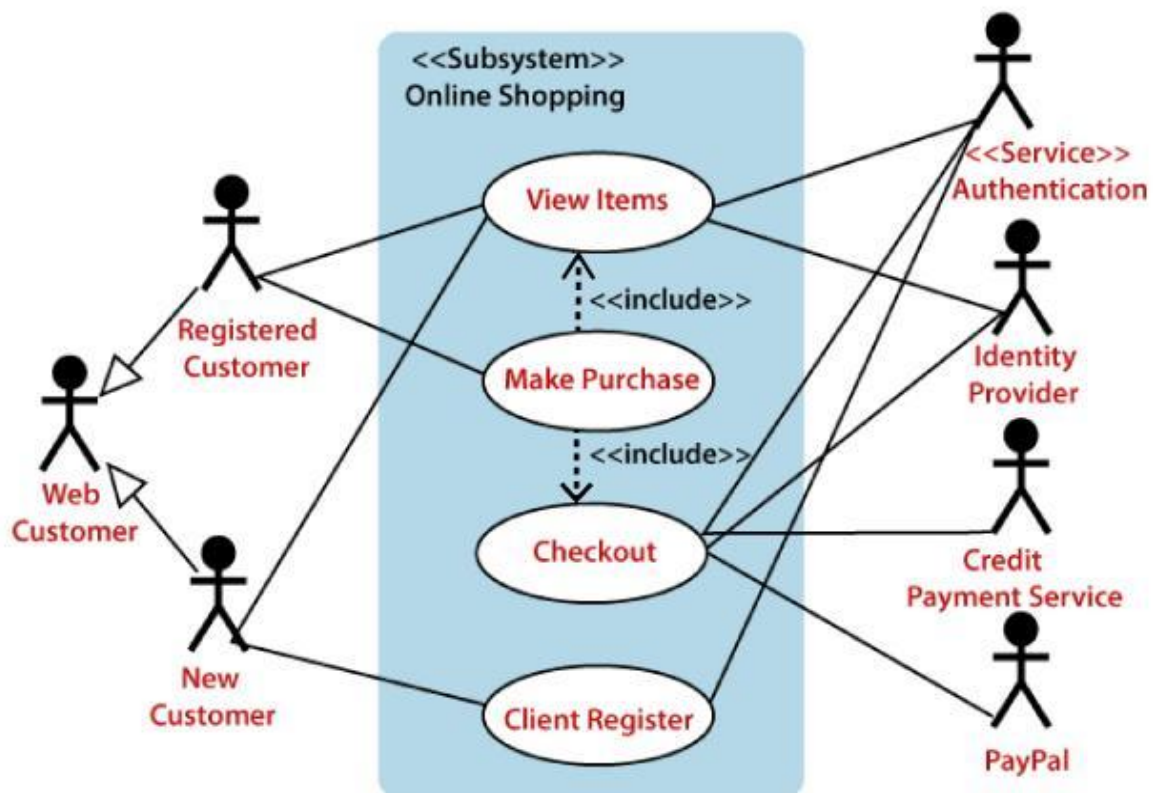 <<Subsystem>>
Online Shopping
View Items
<<include>>
Make Purchase
<<include>>
Checkout
Client Register
Registered
Customer
Web
Customer
New
Customer
<<Service>>
Authentication
Identity
Provider
Credit
Payment Service
PayPal